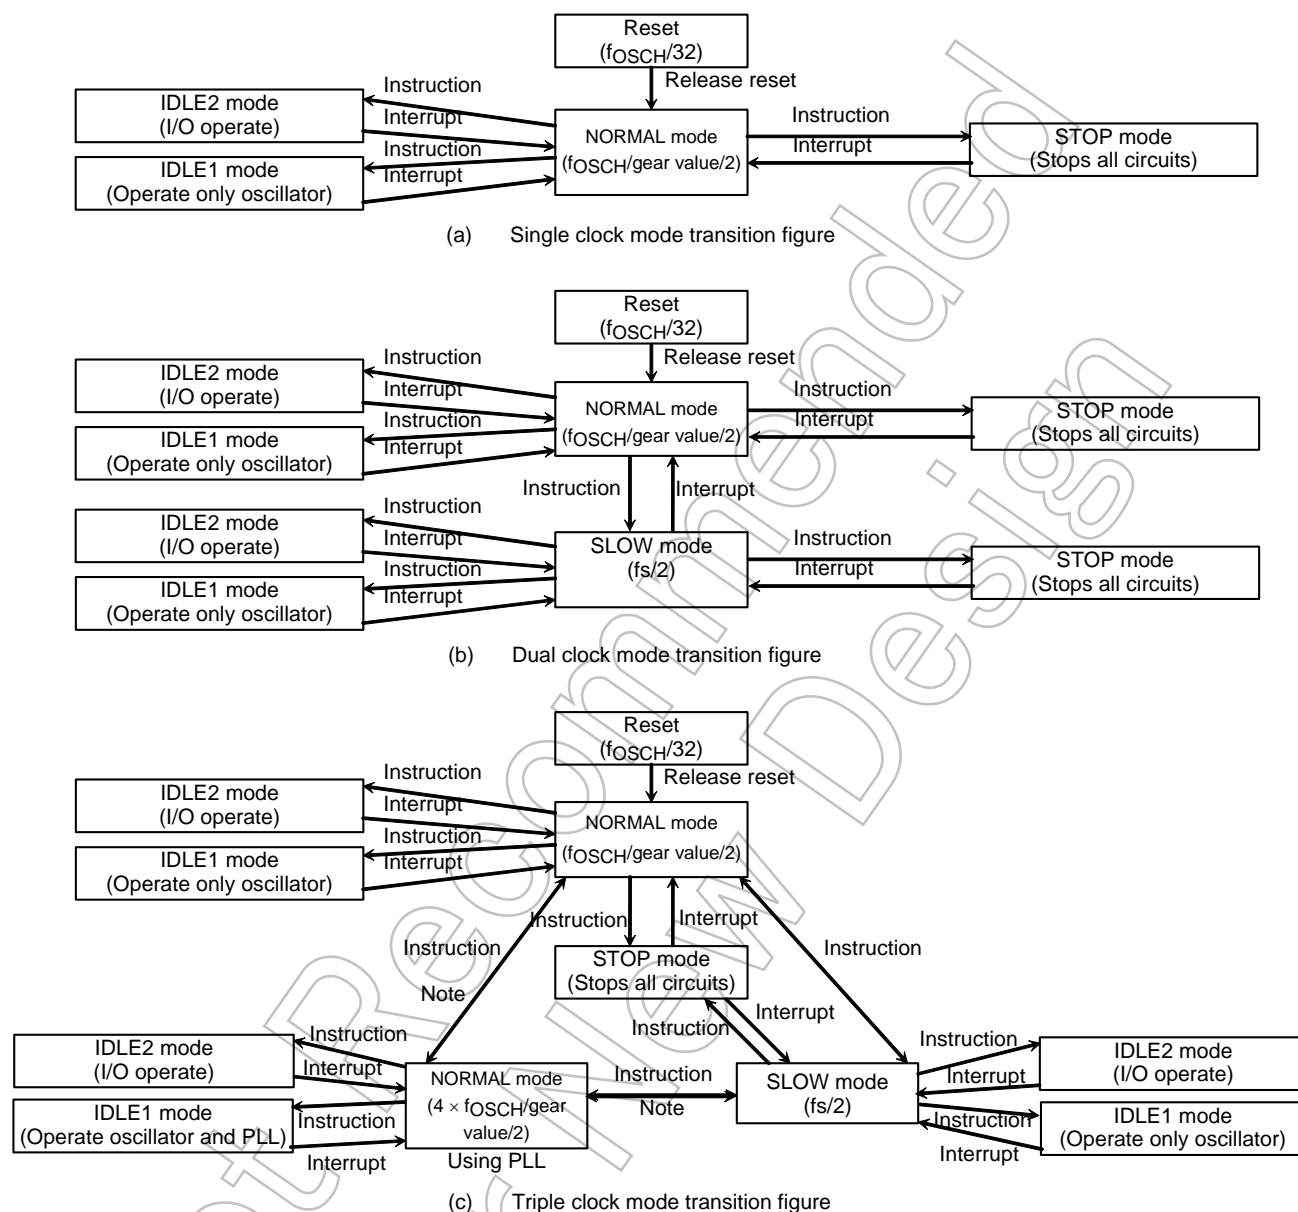 Reset
(fOSCH/32)
Release reset
Instruction
IDLE2 mode
(I/O operate)
Interrupt
Instruction
IDLE1 mode
(Operate only oscillator)
Interrupt
NORMAL mode
(fOSCH/gear value/2)
Instruction
Interrupt
STOP mode
(Stops all circuits)
(a) Single clock mode transition figure
Reset
(fOSCH/32)
Release reset
Instruction
IDLE2 mode
(I/O operate)
Interrupt
Instruction
IDLE1 mode
(Operate only oscillator)
Interrupt
NORMAL mode
(fOSCH/gear value/2)
Instruction
Interrupt
STOP mode
(Stops all circuits)
Instruction
Interrupt
Instruction
IDLE2 mode
(I/O operate)
Interrupt
Instruction
IDLE1 mode
(Operate only oscillator)
Interrupt
SLOW mode
(fs/2)
Instruction
Interrupt
STOP mode
(Stops all circuits)
(b) Dual clock mode transition figure
Reset
(fOSCH/32)
Release reset
Instruction
IDLE2 mode
(I/O operate)
Interrupt
Instruction
IDLE1 mode
(Operate only oscillator)
Interrupt
NORMAL mode
(fOSCH/gear value/2)
Instruction
Interrupt
Instruction
Note
STOP mode
(Stops all circuits)
Instruction
Instruction
Interrupt
IDLE2 mode
(I/O operate)
Instruction
Interrupt
IDLE1 mode
(Operate oscillator and PLL)
Instruction
Interrupt
NORMAL mode
(4 × fOSCH/gear
value/2)
Using PLL
Instruction
Note
SLOW mode
(fs/2)
Instruction
Interrupt
IDLE2 mode
(I/O operate)
Instruction
Interrupt
IDLE1 mode
(Operate only oscillator)
(c) Triple clock mode transition figure
Recommended
New Design